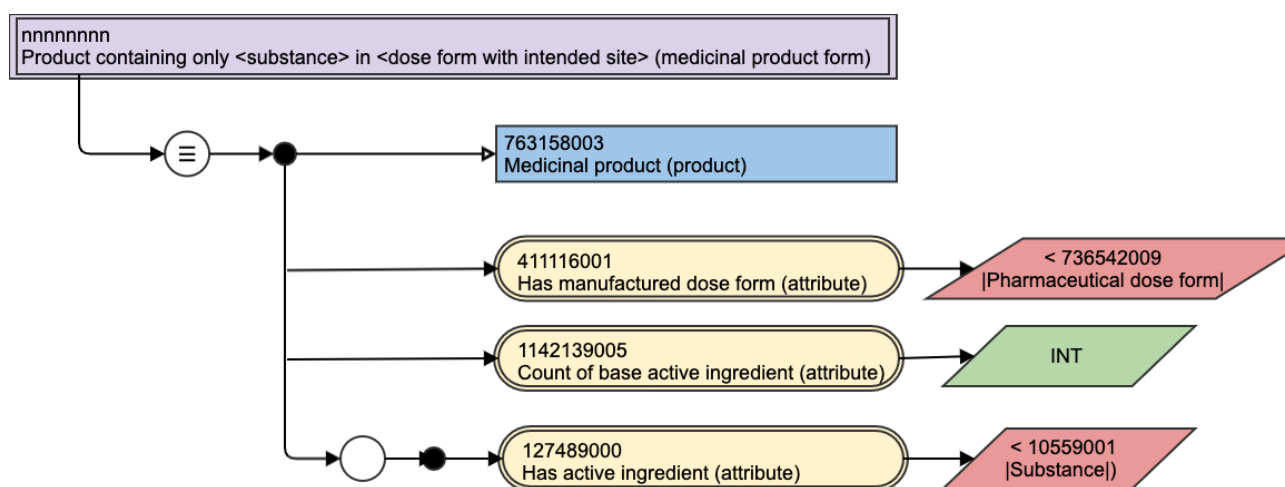 nnnnnnnn
Product containing only <substance> in <dose form with intended site> (medicinal product form)
763158003
Medicinal product (product)
411116001
Has manufactured dose form (attribute)
< 736542009
|Pharmaceutical dose form|
1142139005
Count of base active ingredient (attribute)
INT
127489000
Has active ingredient (attribute)
< 10559001
|Substance|)